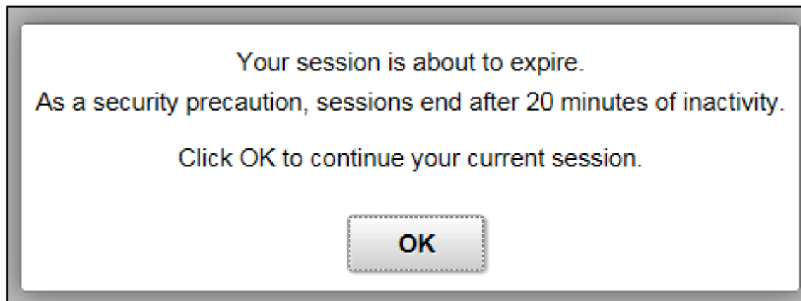 Your session is about to expire.
As a security precaution, sessions end after 20 minutes of inactivity.
Click OK to continue your current session.
OK